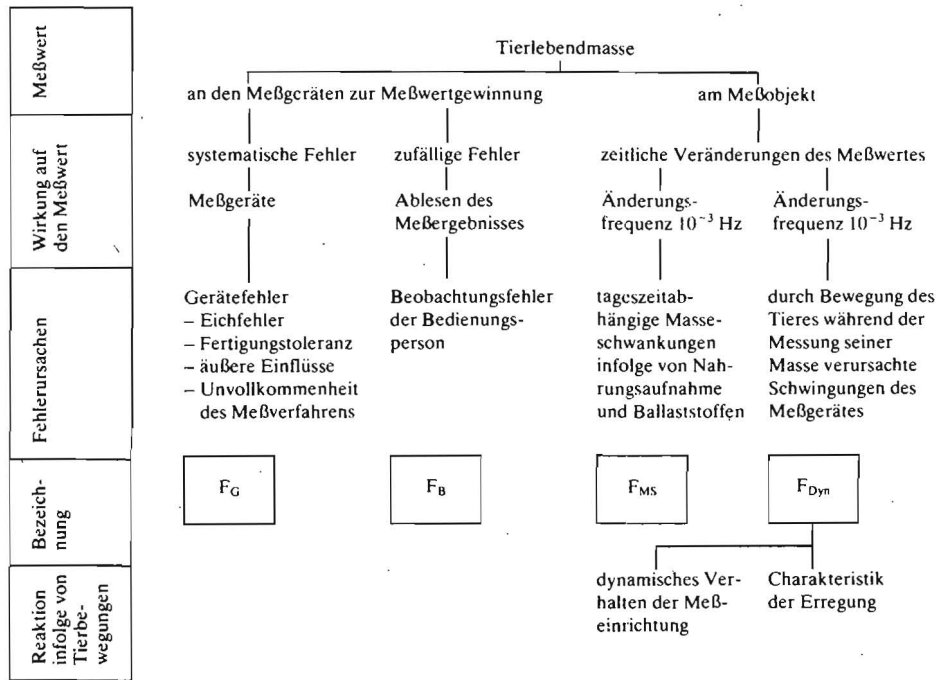 Meßwert
Tierlebendmasse
an den Meßgeräten zur Meßwertgewinnung
am Meßobjekt
Wirkung auf
den Meßwert
systematische Fehler
zufällige Fehler
zeitliche Veränderungen des Meßwertes
Meßgeräte
Ablesen des
Meßergebnisses
Änderungs-
frequenz 10⁻³ Hz
Änderungs-
frequenz 10⁻³ Hz
Fehlerursachen
Gerätefehler
– Eichfehler
– Fertigungstoleranz
– äußere Einflüsse
– Unvollkommenheit
des Meßverfahrens
Beobachtungsfehler
der Bedienungs-
person
tageszeitab-
hängige Masse-
schwankungen
infolge von Nah-
rungsaufnahme
und Ballaststoffen
durch Bewegung des
Tieres während der
Messung seiner
Masse verursachte
Schwingungen des
Meßgerätes
Bezeich-
nung
F_G
F_B
F_MS
F_Dyn
Reaktion
infolge von
Tierbe-
wegungen
dynamisches Ver-
halten der Meß-
einrichtung
Charakteristik
der Erregung